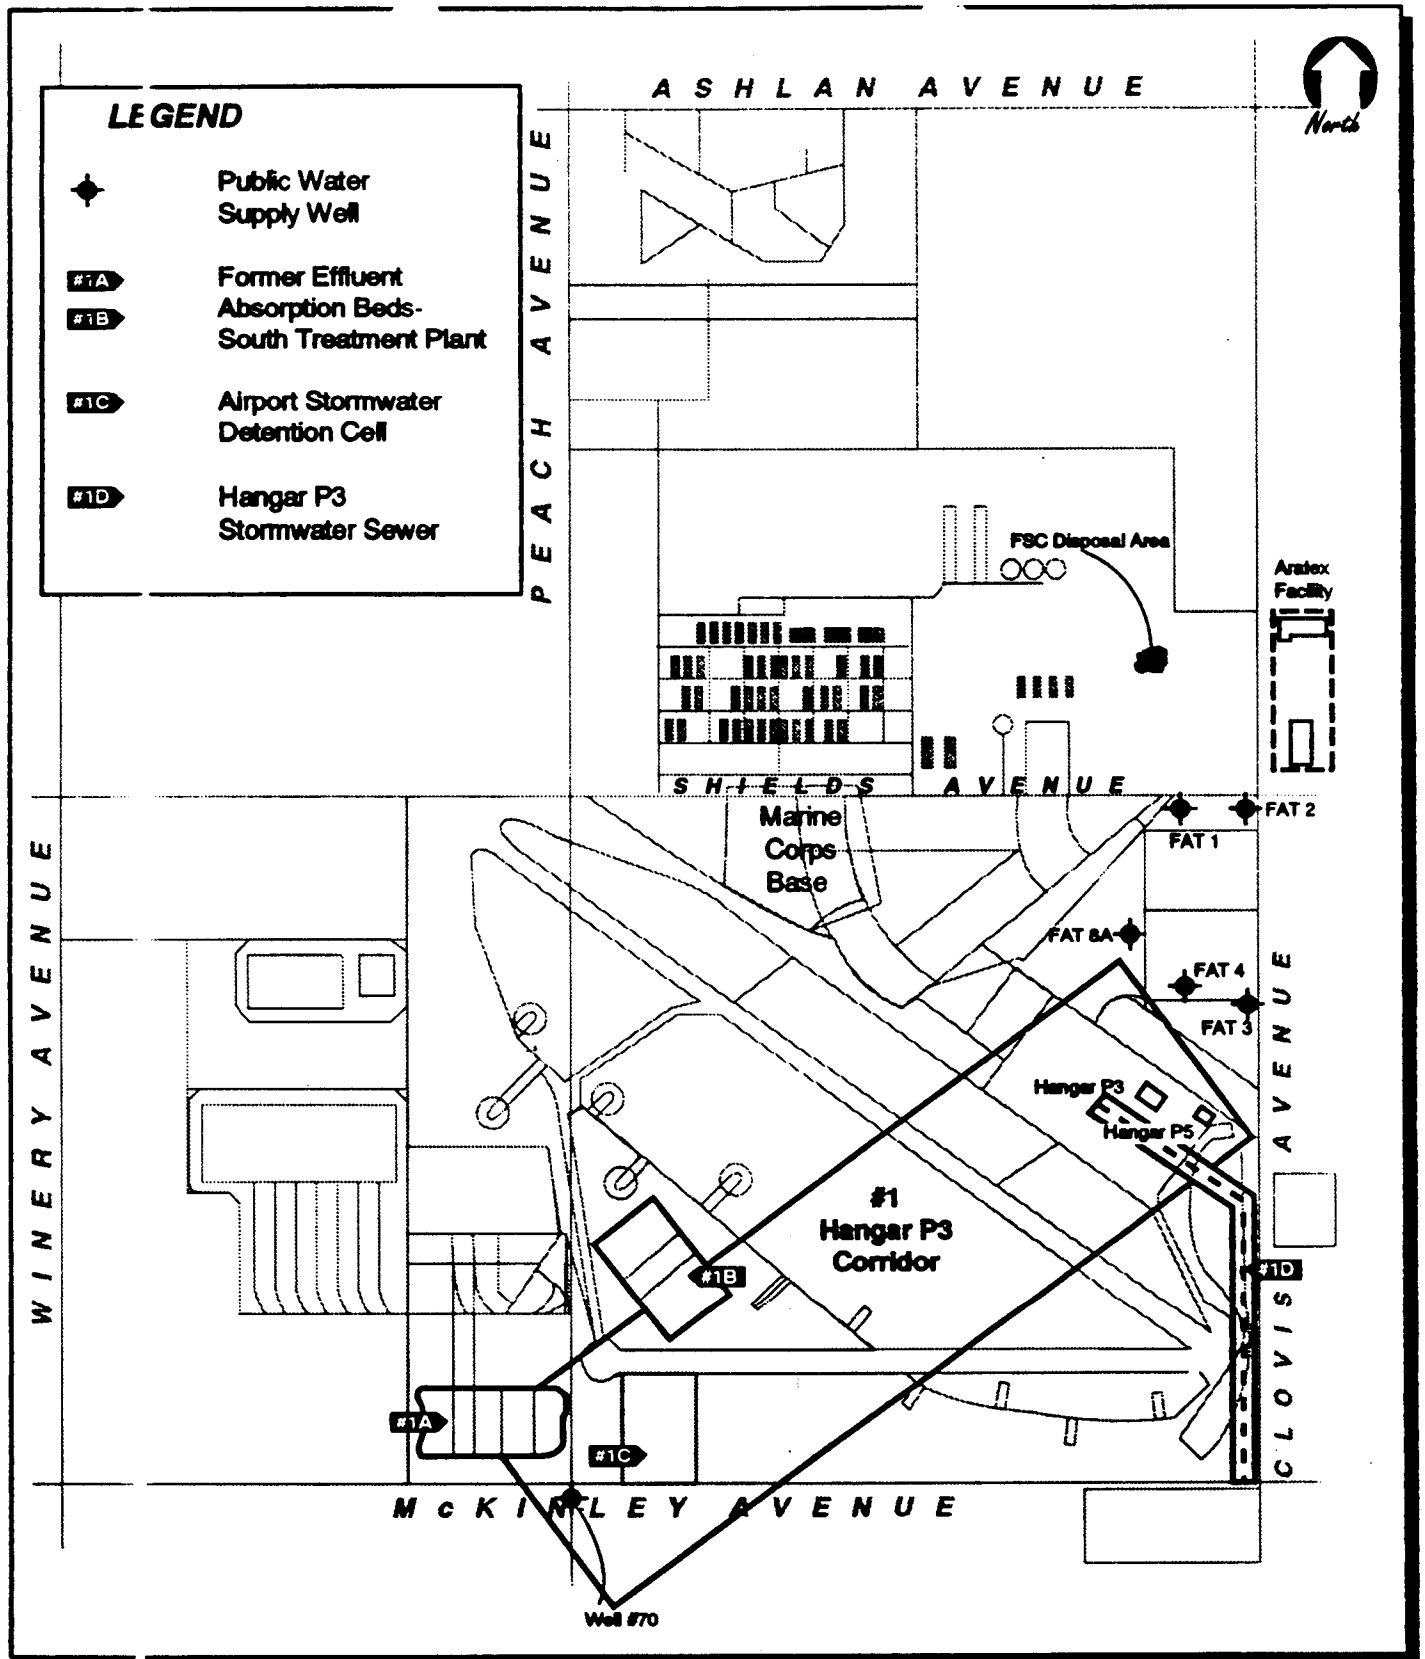 ASHLAN AVENUE
North
LEGEND
Public Water
Supply Well
#1A
Former Effluent
#1B
Absorption Beds-
South Treatment Plant
#1C
Airport Stormwater
Detention Cell
#1D
Hangar P3
Stormwater Sewer
PEACH AVENUE
FSC Disposal Area
Aratex
Facility
SHIELDS AVENUE
Marine
Corps
Base
FAT 1
FAT 2
WINERY AVENUE
FAT 8A
FAT 4
FAT 3
CLOVIS AVENUE
Hangar P3
Hangar P5
#1
Hangar P3
Corridor
#1B
#1D
#1A
#1C
McKINLEY AVENUE
Well #70